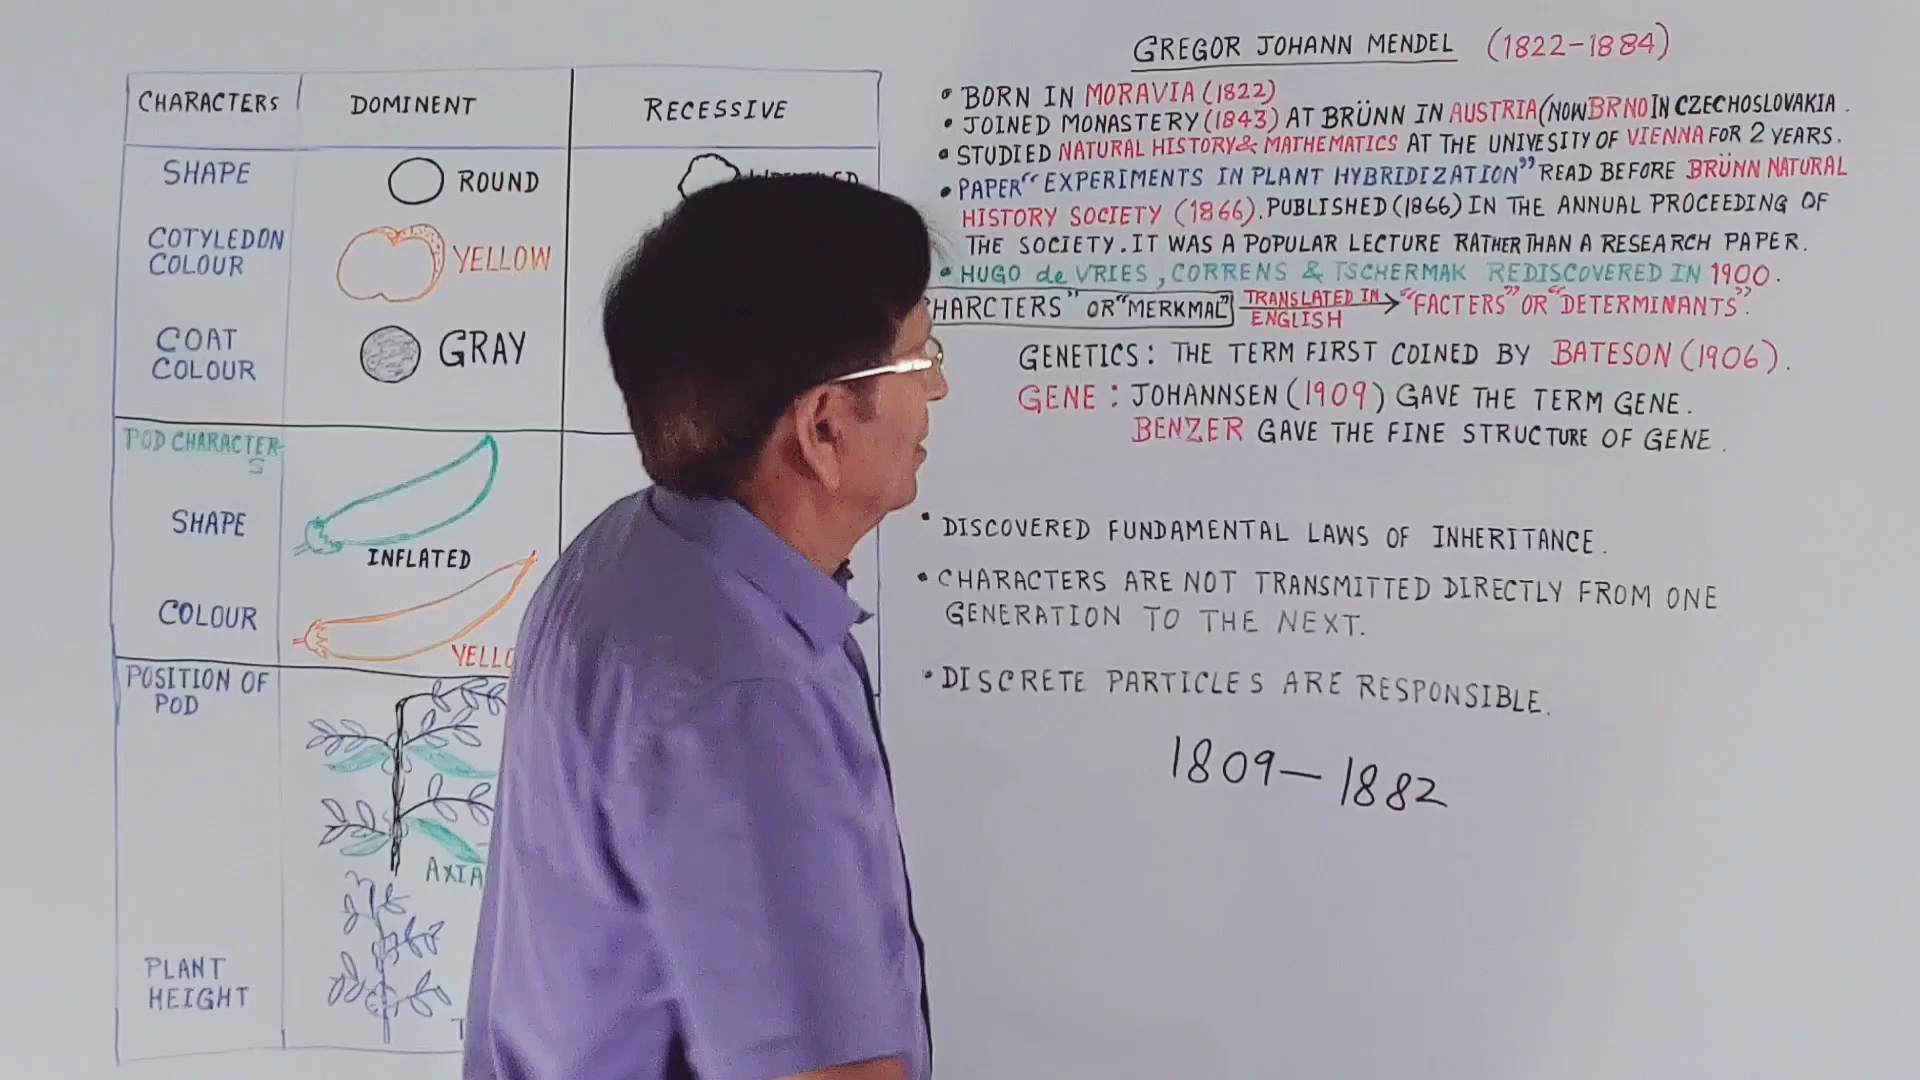 CHARACTERS
DOMINENT
RECESSIVE
SHAPE
ROUND
COTYLEDON
COLOUR
YELLOW
COAT
COLOUR
GRAY
POD CHARACTER-
S
SHAPE
INFLATED
COLOUR
YELLO
POSITION OF
POD
AXIA
PLANT
HEIGHT
T
GREGOR JOHANN MENDEL (1822-1884)
• BORN IN MORAVIA (1822)
• JOINED MONASTERY (1843) AT BRÜNN IN AUSTRIA (NOW BRNO IN CZECHOSLOVAKIA.
• STUDIED NATURAL HISTORY & MATHEMATICS AT THE UNIVESITY OF VIENNA FOR 2 YEARS.
• PAPER "EXPERIMENTS IN PLANT HYBRIDIZATION" READ BEFORE BRÜNN NATURAL
HISTORY SOCIETY (1866). PUBLISHED (1866) IN THE ANNUAL PROCEEDING OF
THE SOCIETY. IT WAS A POPULAR LECTURE RATHER THAN A RESEARCH PAPER.
• HUGO de VRIES, CORRENS & TSCHERMAK REDISCOVERED IN 1900.
HARCTERS" OR "MERKMAL" TRANSLATED IN ENGLISH → "FACTERS" OR "DETERMINANTS".
GENETICS: THE TERM FIRST COINED BY BATESON (1906).
GENE: JOHANNSEN (1909) GAVE THE TERM GENE.
BENZER GAVE THE FINE STRUCTURE OF GENE.
• DISCOVERED FUNDAMENTAL LAWS OF INHERITANCE.
• CHARACTERS ARE NOT TRANSMITTED DIRECTLY FROM ONE
GENERATION TO THE NEXT.
• DISCRETE PARTICLES ARE RESPONSIBLE.
1809-1882